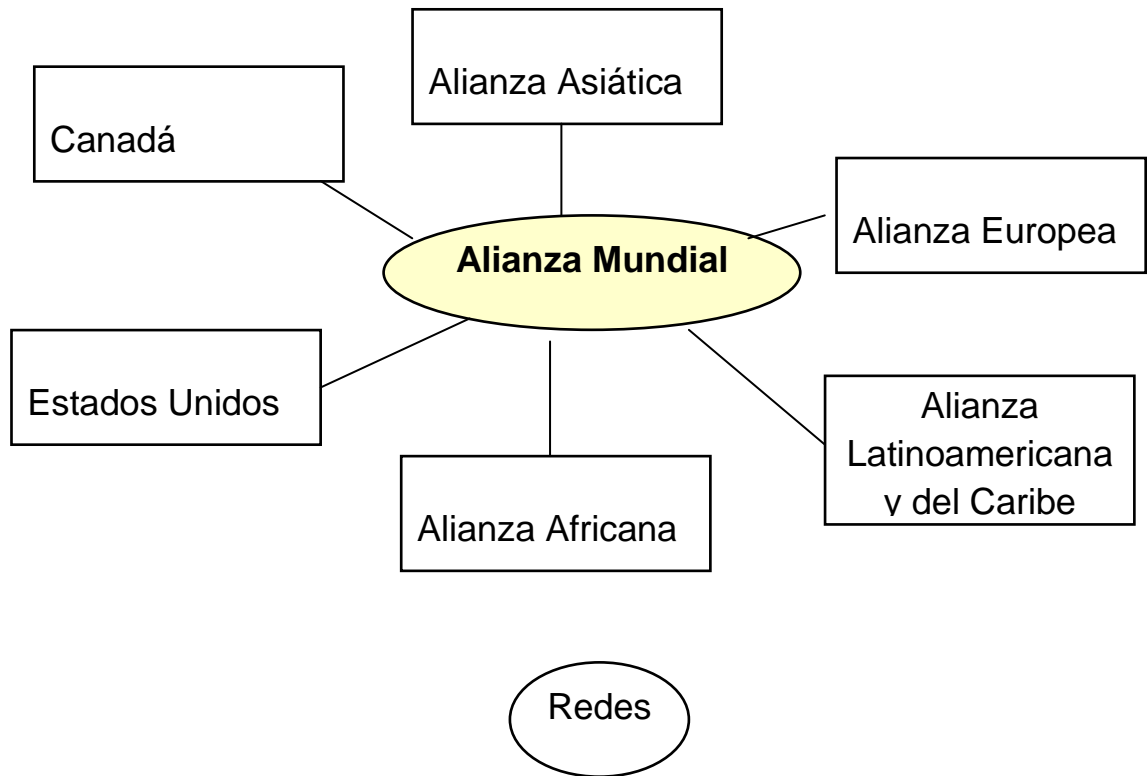 Alianza Asiática
Canadá
Alianza Europea
Alianza Mundial
Estados Unidos
Alianza
Latinoamericana
y del Caribe
Alianza Africana
Redes